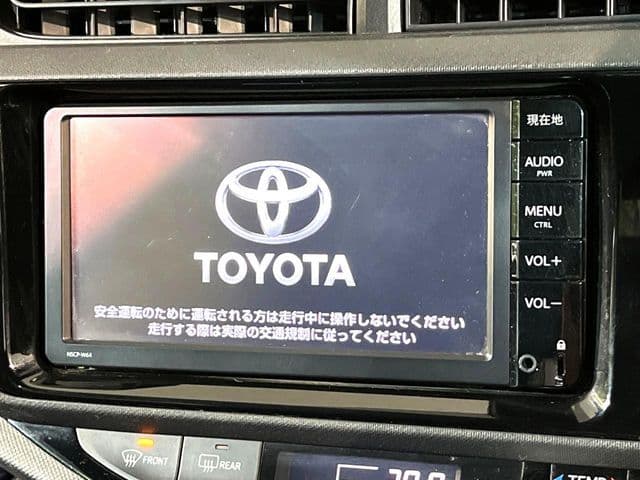 現在地
AUDIO
PWR
MENU
CTRL
VOL+
VOL−
TOYOTA
安全運転のために運転される方は走行中に操作しないでください
走行する際は実際の交通規制に従ってください
NSCP-W64
FRONT
REAR
TEMP